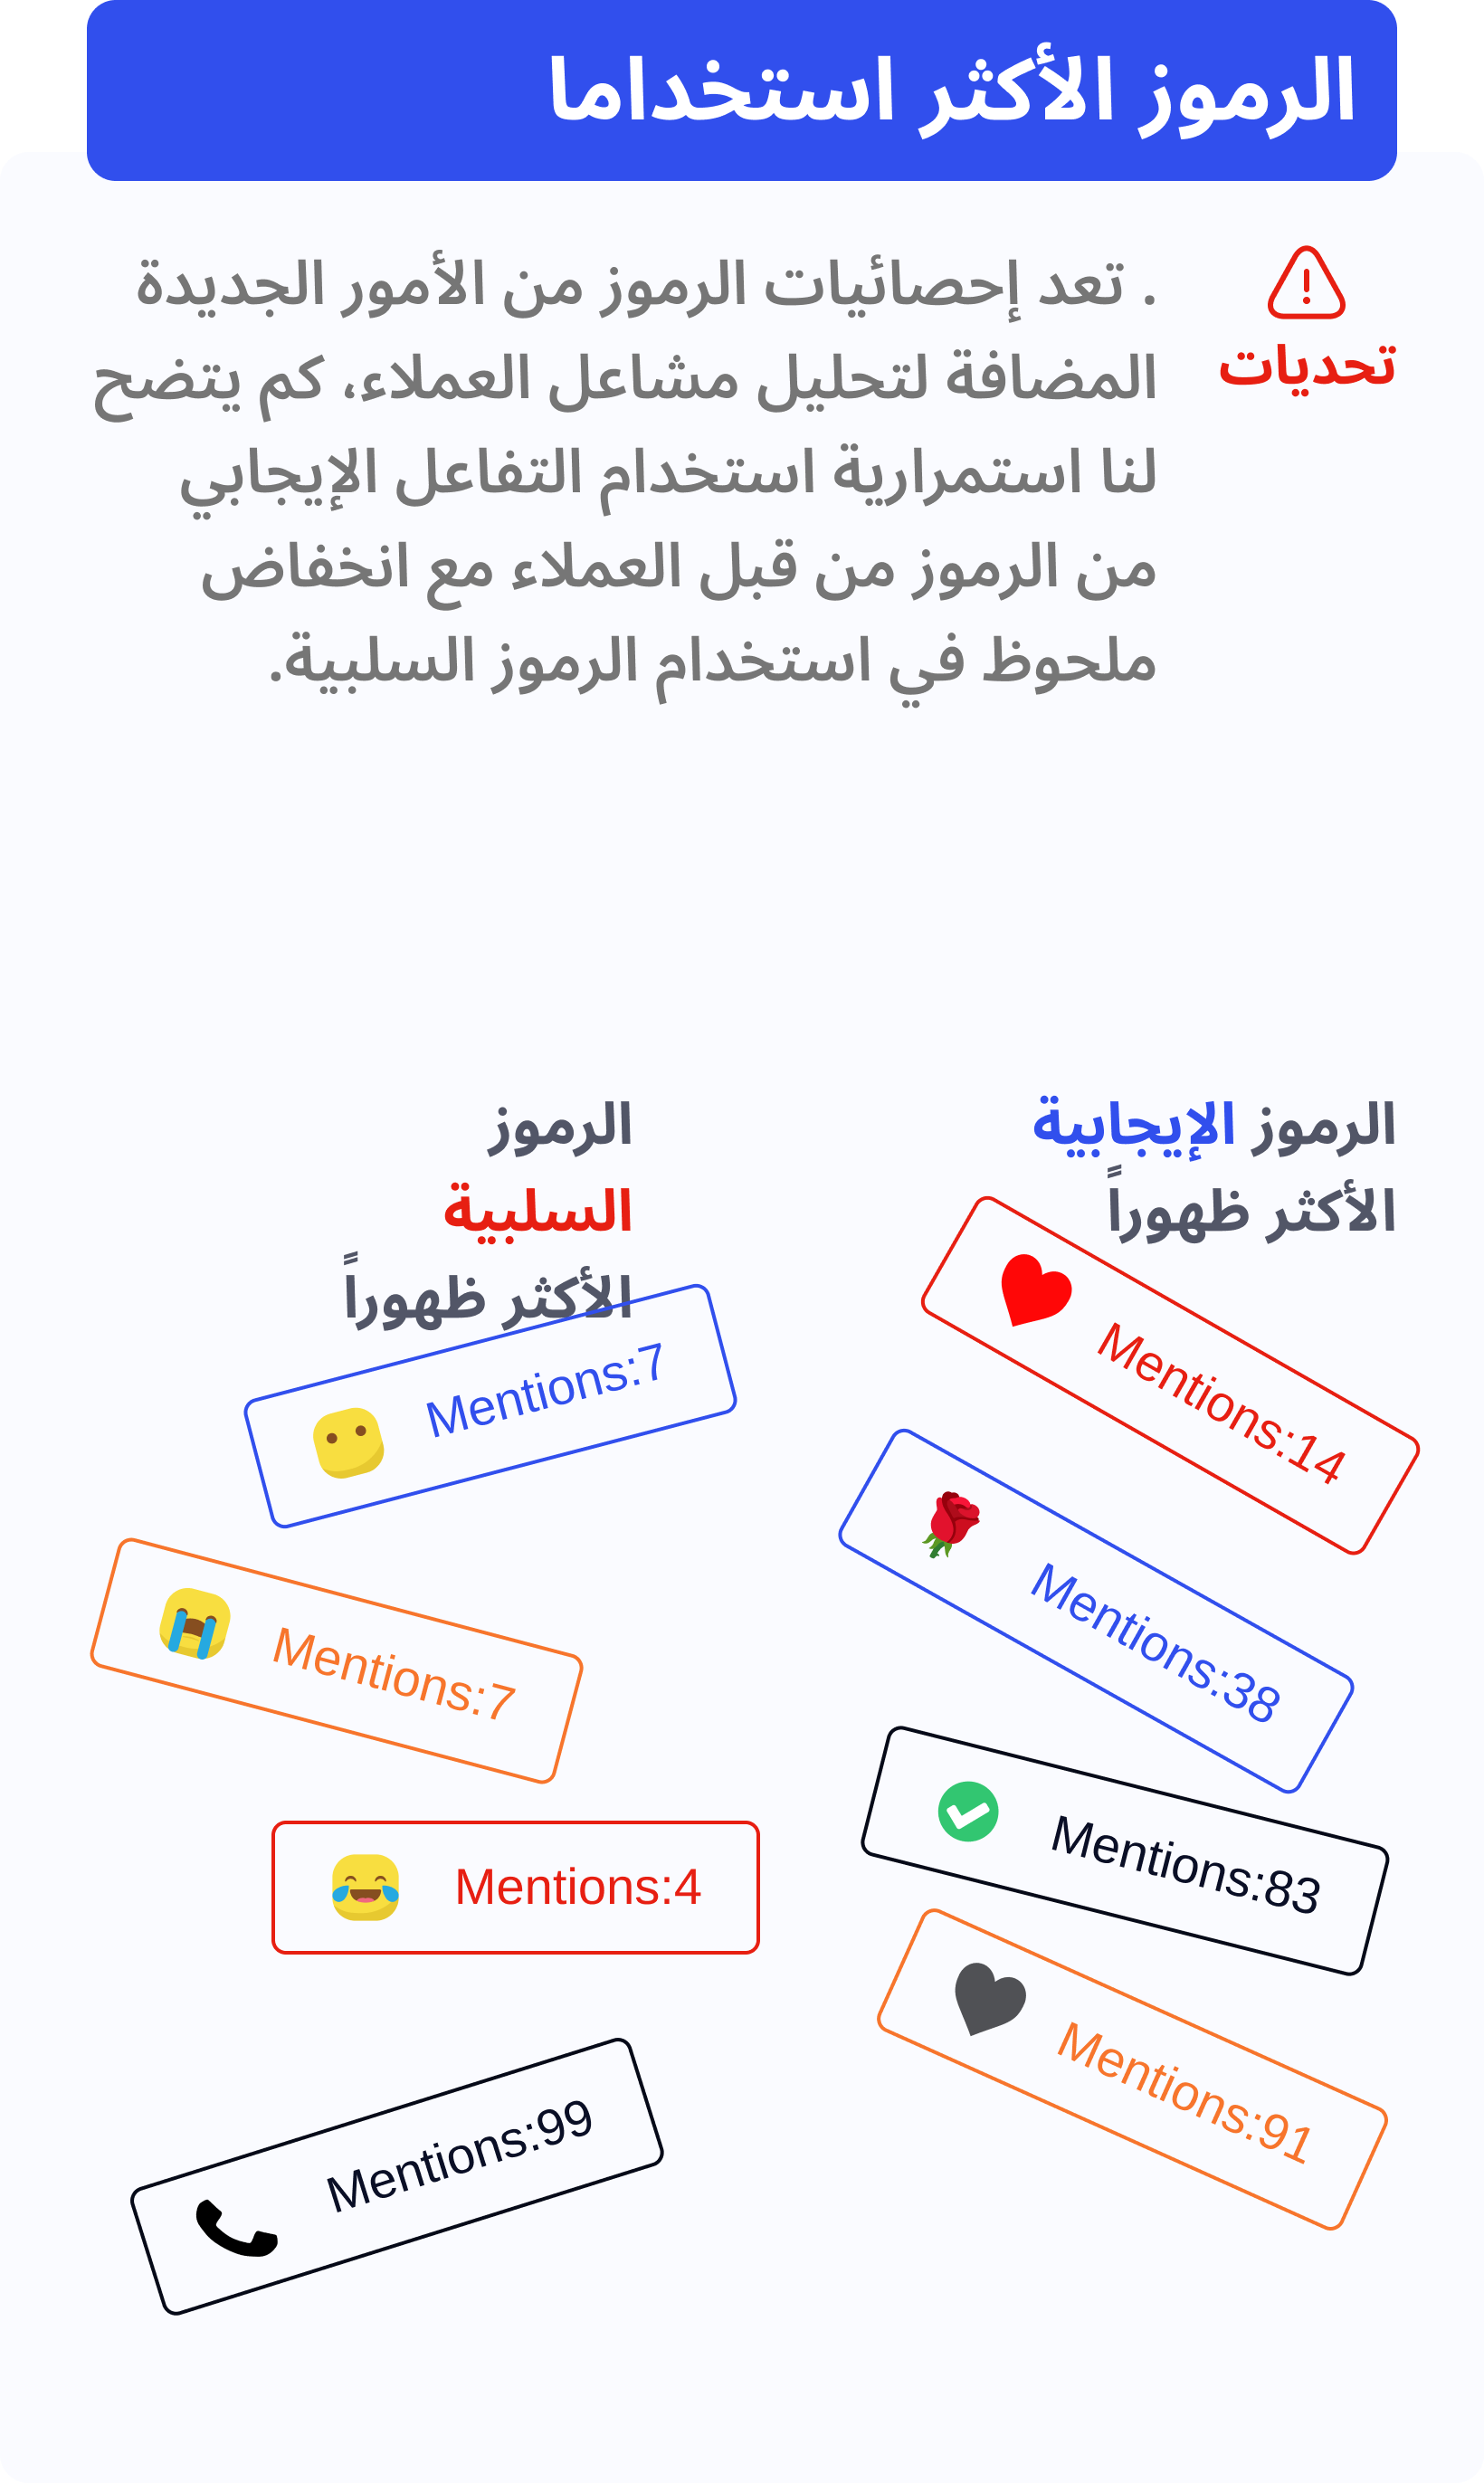 الرموز الأكثر استخداما
تحديات
. تعد إحصائيات الرموز من الأمور الجديدة
المضافة لتحليل مشاعل العملاء، كم يتضح
لنا استمرارية استخدام التفاعل الإيجابي
من الرموز من قبل العملاء مع انخفاض
ملحوظ في استخدام الرموز السلبية.
الرموز الإيجابية
الأكثر ظهوراً
Mentions:14
Mentions:38
Mentions:83
Mentions:91
الرموز
السلبية
الأكثر ظهوراً
Mentions:7
Mentions:7
Mentions:4
Mentions:99